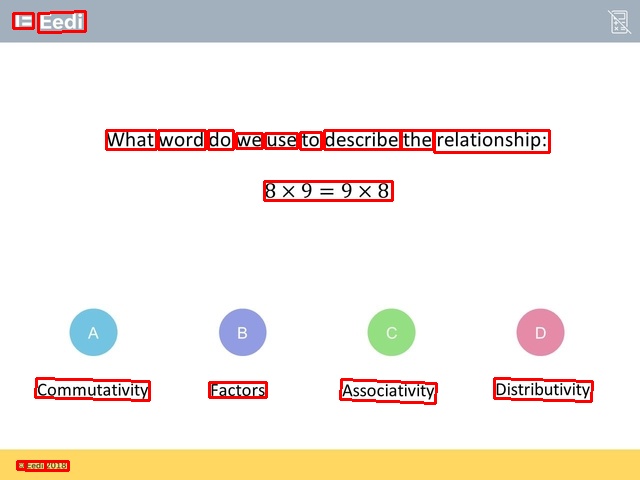 Eedi
What word do we use to describe the relationship:
8 × 9 = 9 × 8
A
B
C
D
Commutativity
Factors
Associativity
Distributivity
© Eedi 2018